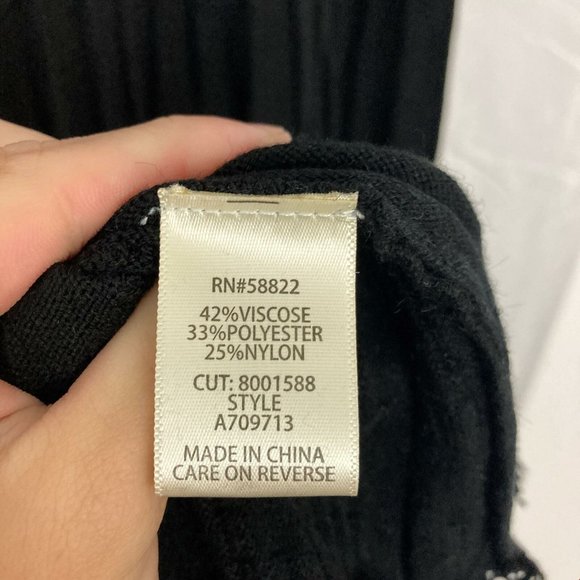 RN#58822
42%VISCOSE
33%POLYESTER
25%NYLON
CUT: 8001588
STYLE
A709713
MADE IN CHINA
CARE ON REVERSE